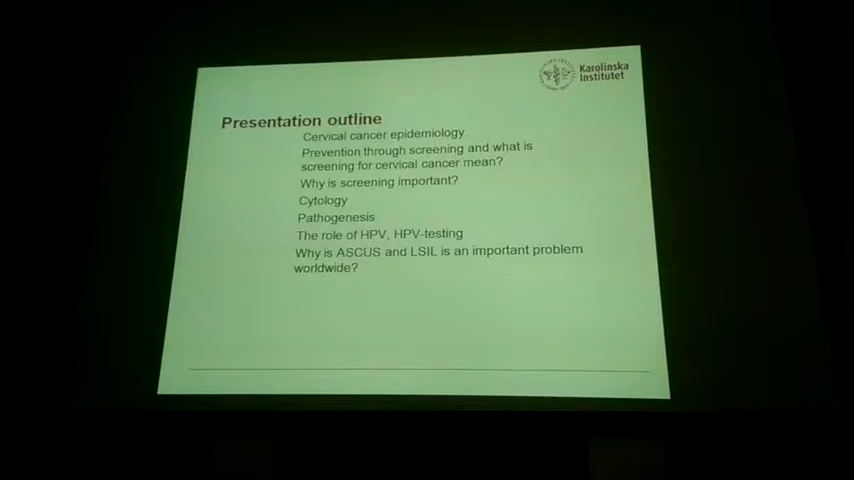 Karolinska
Institutet
Presentation outline
Cervical cancer epidemiology
Prevention through screening and what is
screening for cervical cancer mean?
Why is screening important?
Cytology
Pathogenesis
The role of HPV, HPV-testing
Why is ASCUS and LSIL is an important problem
worldwide?